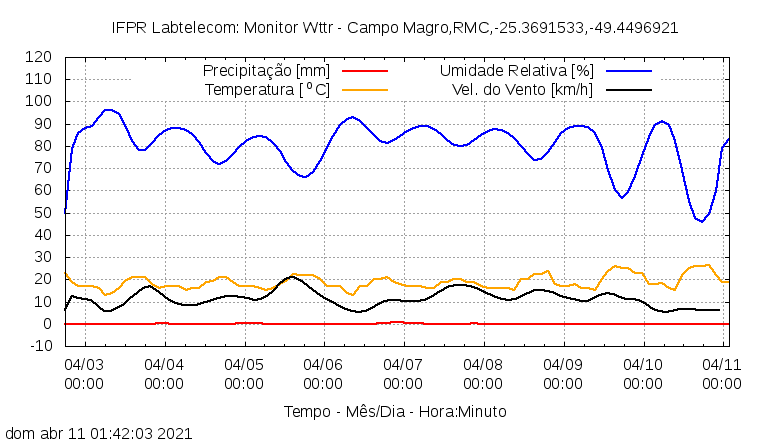 IFPR Labtelecom: Monitor Wttr - Campo Magro,RMC,-25.3691533,-49.4496921
Precipitação [mm]
Temperatura [ ⁰C]
Umidade Relativa [%]
Vel. do Vento [km/h]
120
110
100
90
80
70
60
50
40
30
20
10
0
-10
04/03 04/04 04/05 04/06 04/07 04/08 04/09 04/10 04/11
00:00 00:00 00:00 00:00 00:00 00:00 00:00 00:00 00:00
Tempo - Mês/Dia - Hora:Minuto
dom abr 11 01:42:03 2021